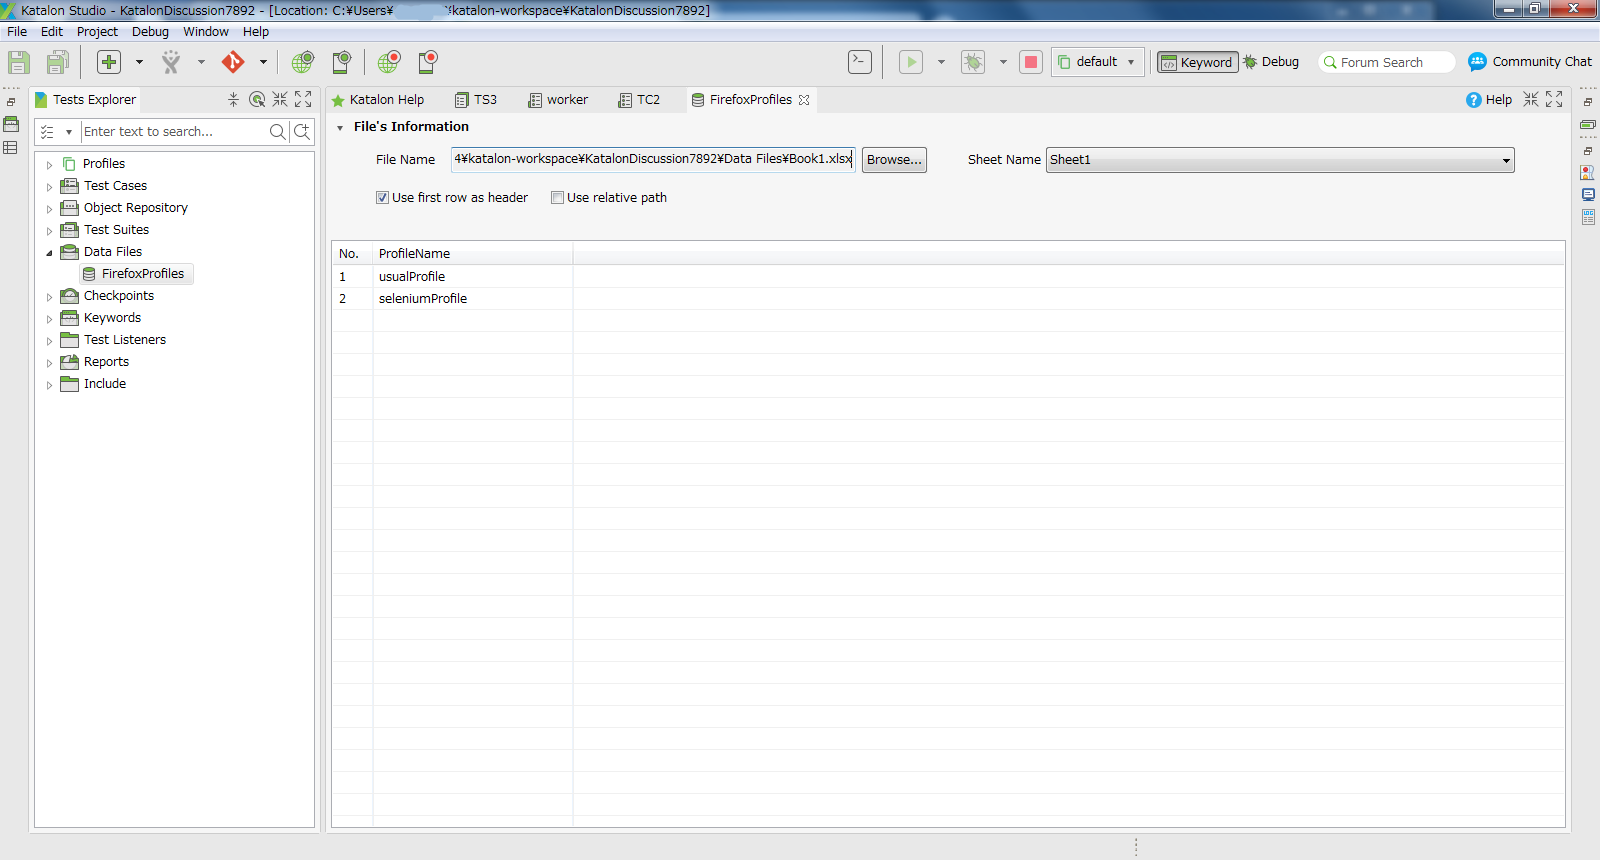 Katalon Studio - KatalonDiscussion7892 - [Location: C:¥Users¥ ¥katalon-workspace¥KatalonDiscussion7892]
File Edit Project Debug Window Help
default Keyword Debug Forum Search Community Chat
Tests Explorer
Katalon Help TS3 worker TC2 FirefoxProfiles Help
Enter text to search...
File's Information
File Name 4¥katalon-workspace¥KatalonDiscussion7892¥Data Files¥Book1.xlsx Browse... Sheet Name Sheet1
Use first row as header Use relative path
Profiles
Test Cases
Object Repository
Test Suites
Data Files
FirefoxProfiles
Checkpoints
Keywords
Test Listeners
Reports
Include
No. ProfileName
1 usualProfile
2 seleniumProfile
LOG